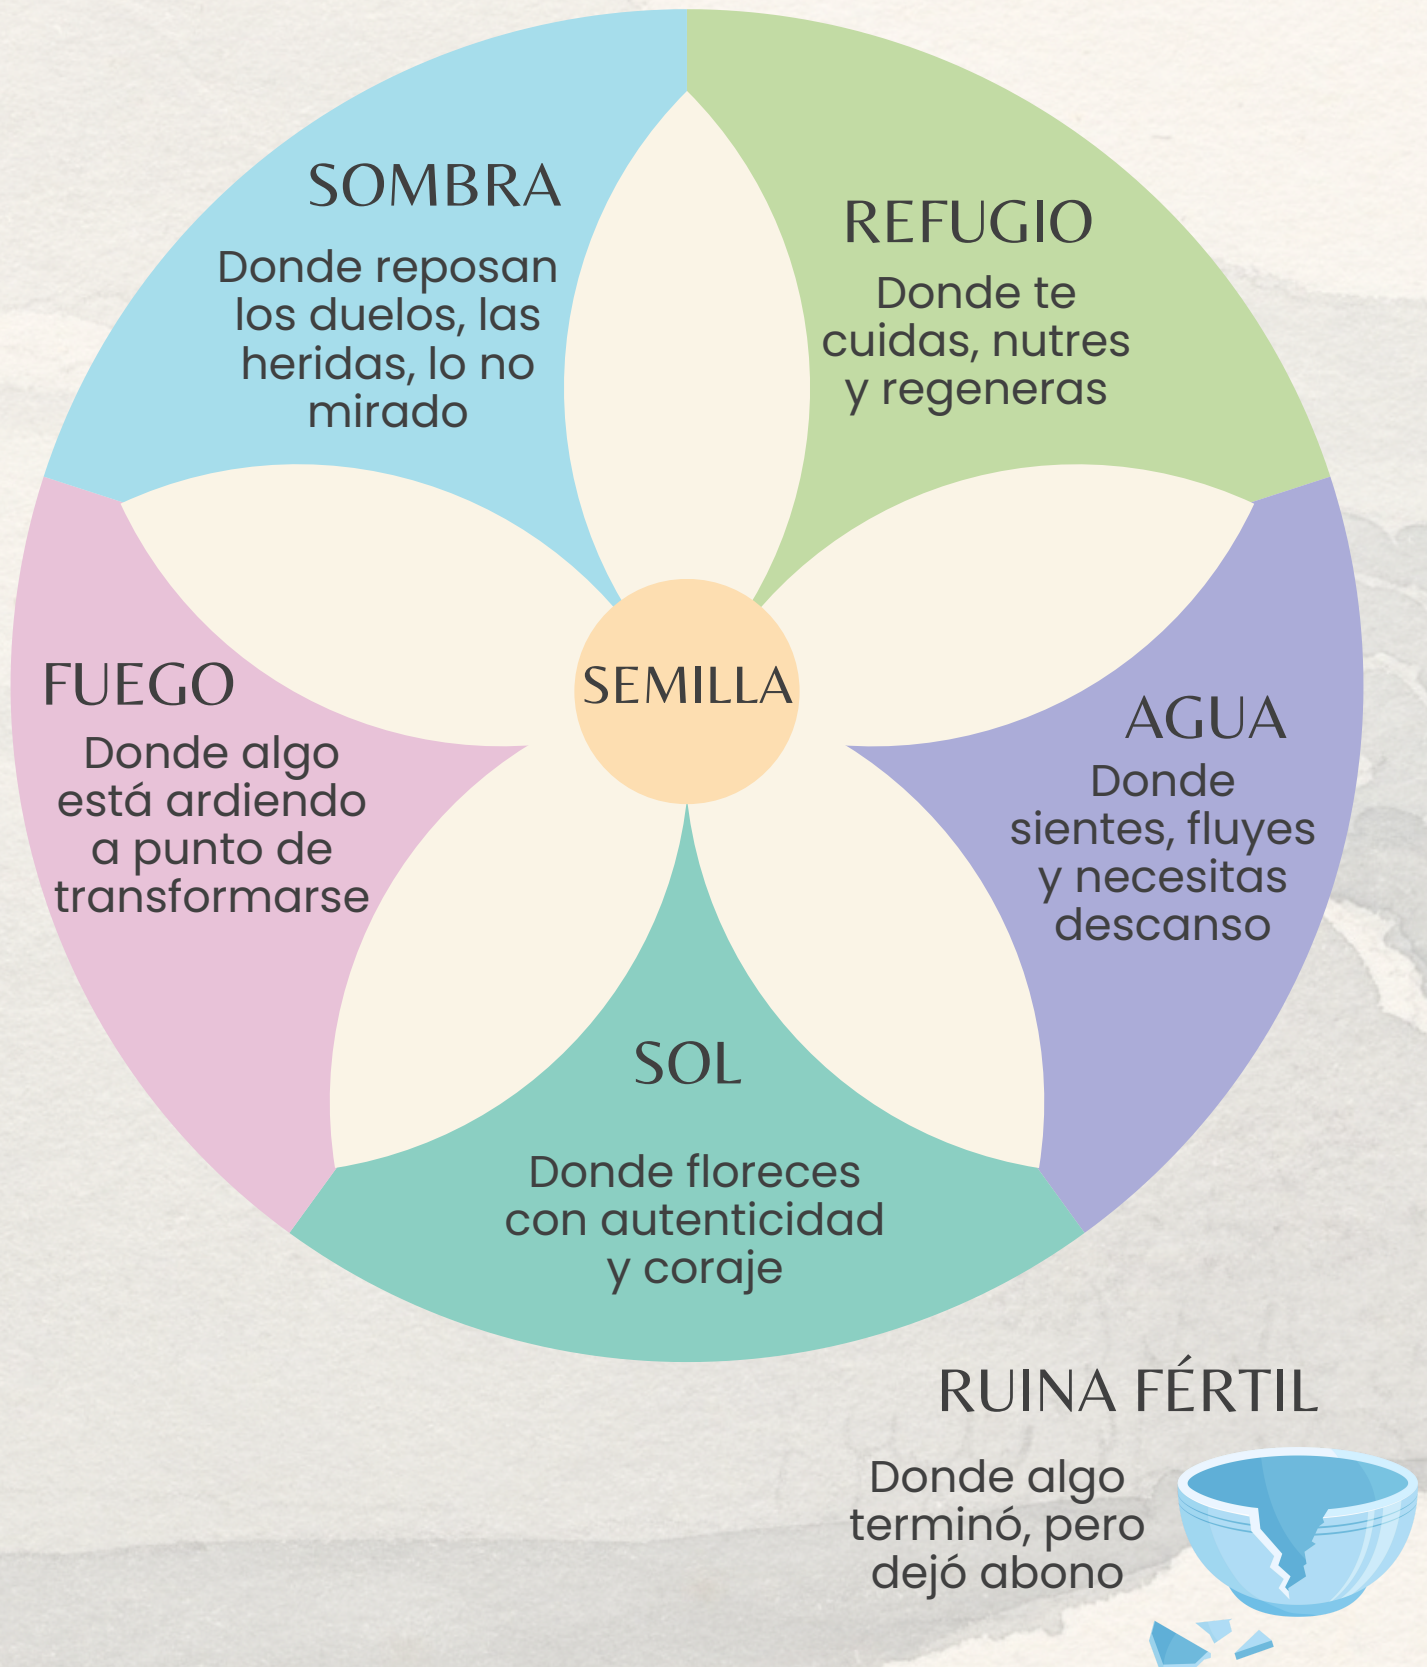 SOMBRA
Donde reposan
los duelos, las
heridas, lo no
mirado
REFUGIO
Donde te
cuidas, nutres
y regeneras
FUEGO
Donde algo
está ardiendo
a punto de
transformarse
SEMILLA
AGUA
Donde
sientes, fluyes
y necesitas
descanso
SOL
Donde floreces
con autenticidad
y coraje
RUINA FÉRTIL
Donde algo
terminó, pero
dejó abono